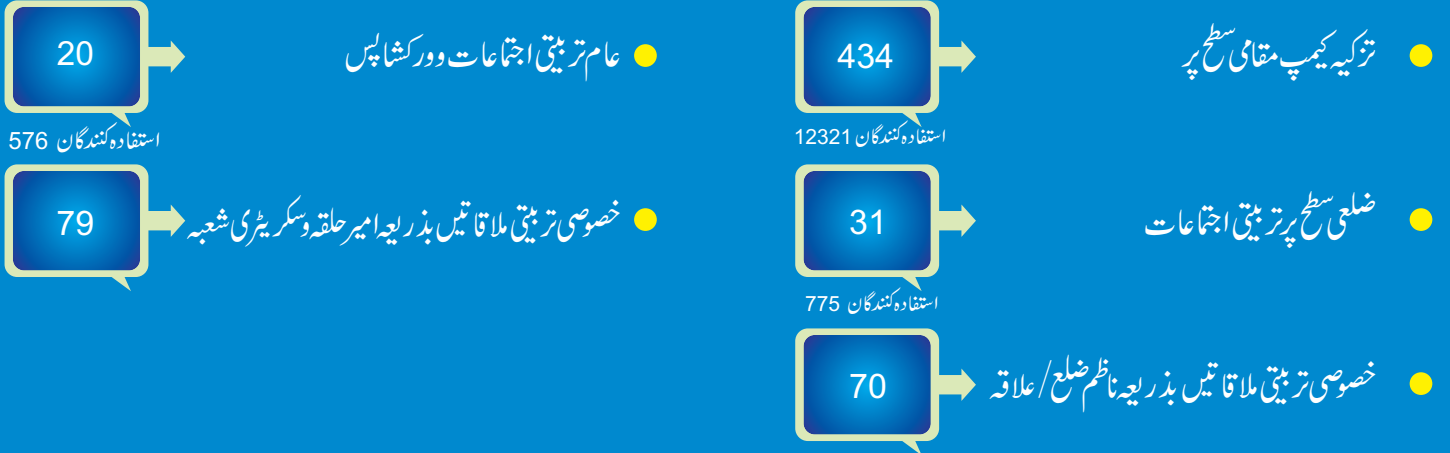 تزکیہ کیمپ مقامی سطح پر
434
استفادہ کنندگان 12321
ضلعی سطح پر تربیتی اجتماعات
31
استفادہ کنندگان 775
خصوصی تربیتی ملاقاتیں بذریعہ ناظم ضلع/علاقہ
70
عام تربیتی اجتماعات وورکشاپس
20
استفادہ کنندگان 576
خصوصی تربیتی ملاقاتیں بذریعہ امیر حلقہ وسکریٹری شعبہ
79